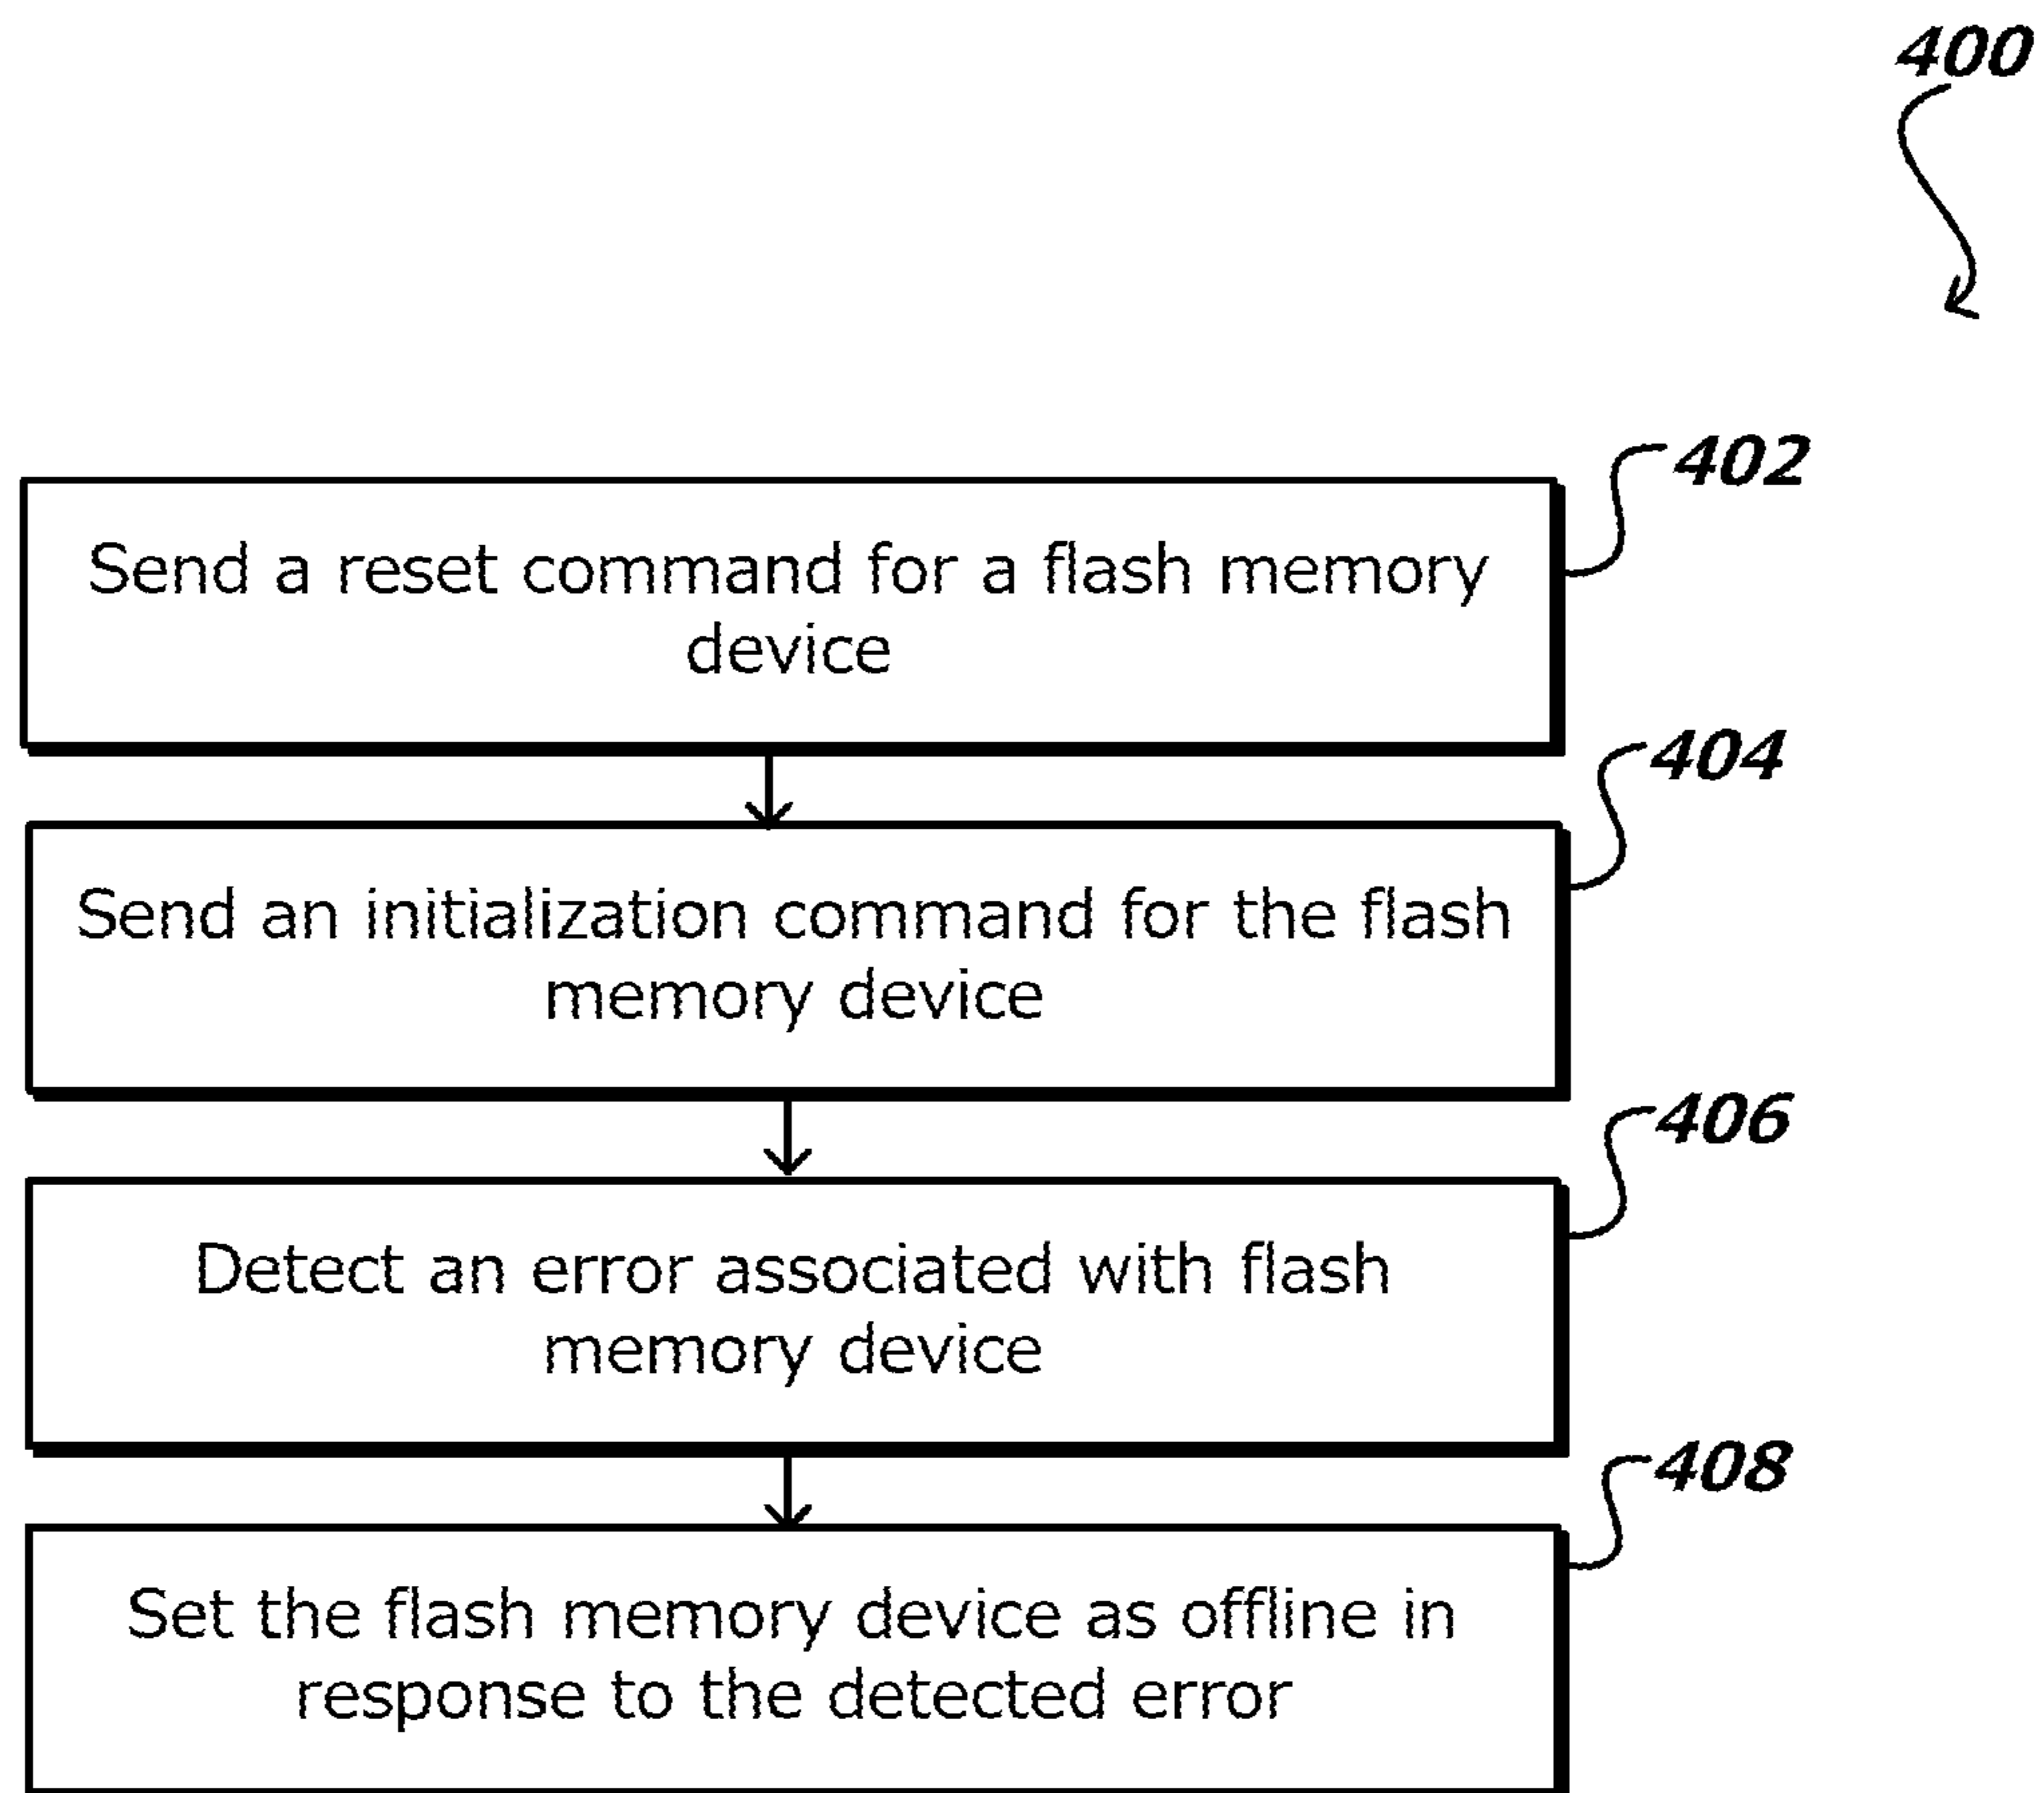 400
402
Send a reset command for a flash memory
device
404
Send an initialization command for the flash
memory device
406
Detect an error associated with flash
memory device
408
Set the flash memory device as offline in
response to the detected error